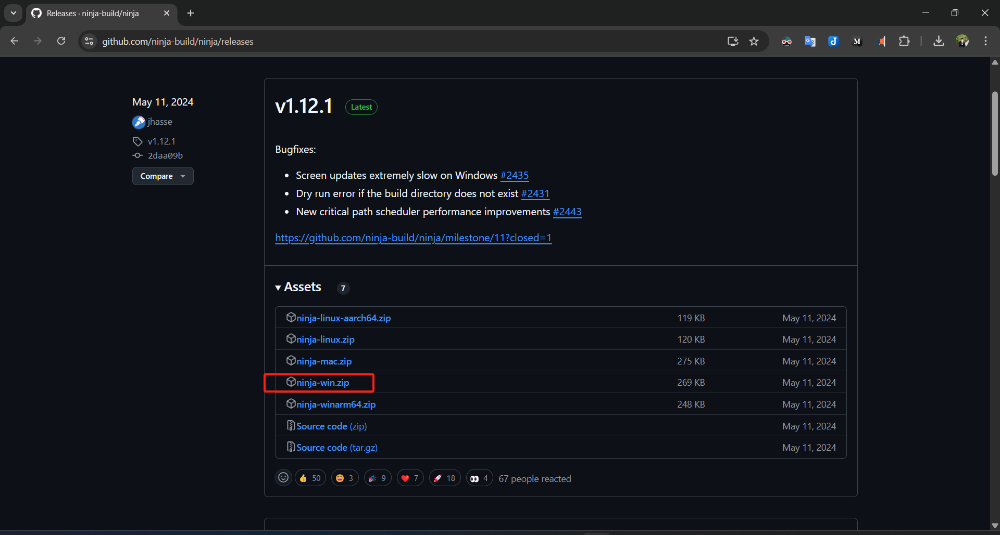 Releases · ninja-build/ninja
github.com/ninja-build/ninja/releases
May 11, 2024
jhasse
v1.12.1
2daa09b
Compare
v1.12.1 Latest
Bugfixes:
Screen updates extremely slow on Windows #2435
Dry run error if the build directory does not exist #2431
New critical path scheduler performance improvements #2443
https://github.com/ninja-build/ninja/milestone/11?closed=1
Assets 7
ninja-linux-aarch64.zip 119 KB May 11, 2024
ninja-linux.zip 120 KB May 11, 2024
ninja-mac.zip 275 KB May 11, 2024
ninja-win.zip 269 KB May 11, 2024
ninja-winarm64.zip 248 KB May 11, 2024
Source code (zip) May 11, 2024
Source code (tar.gz) May 11, 2024
50 3 9 7 18 4 67 people reacted